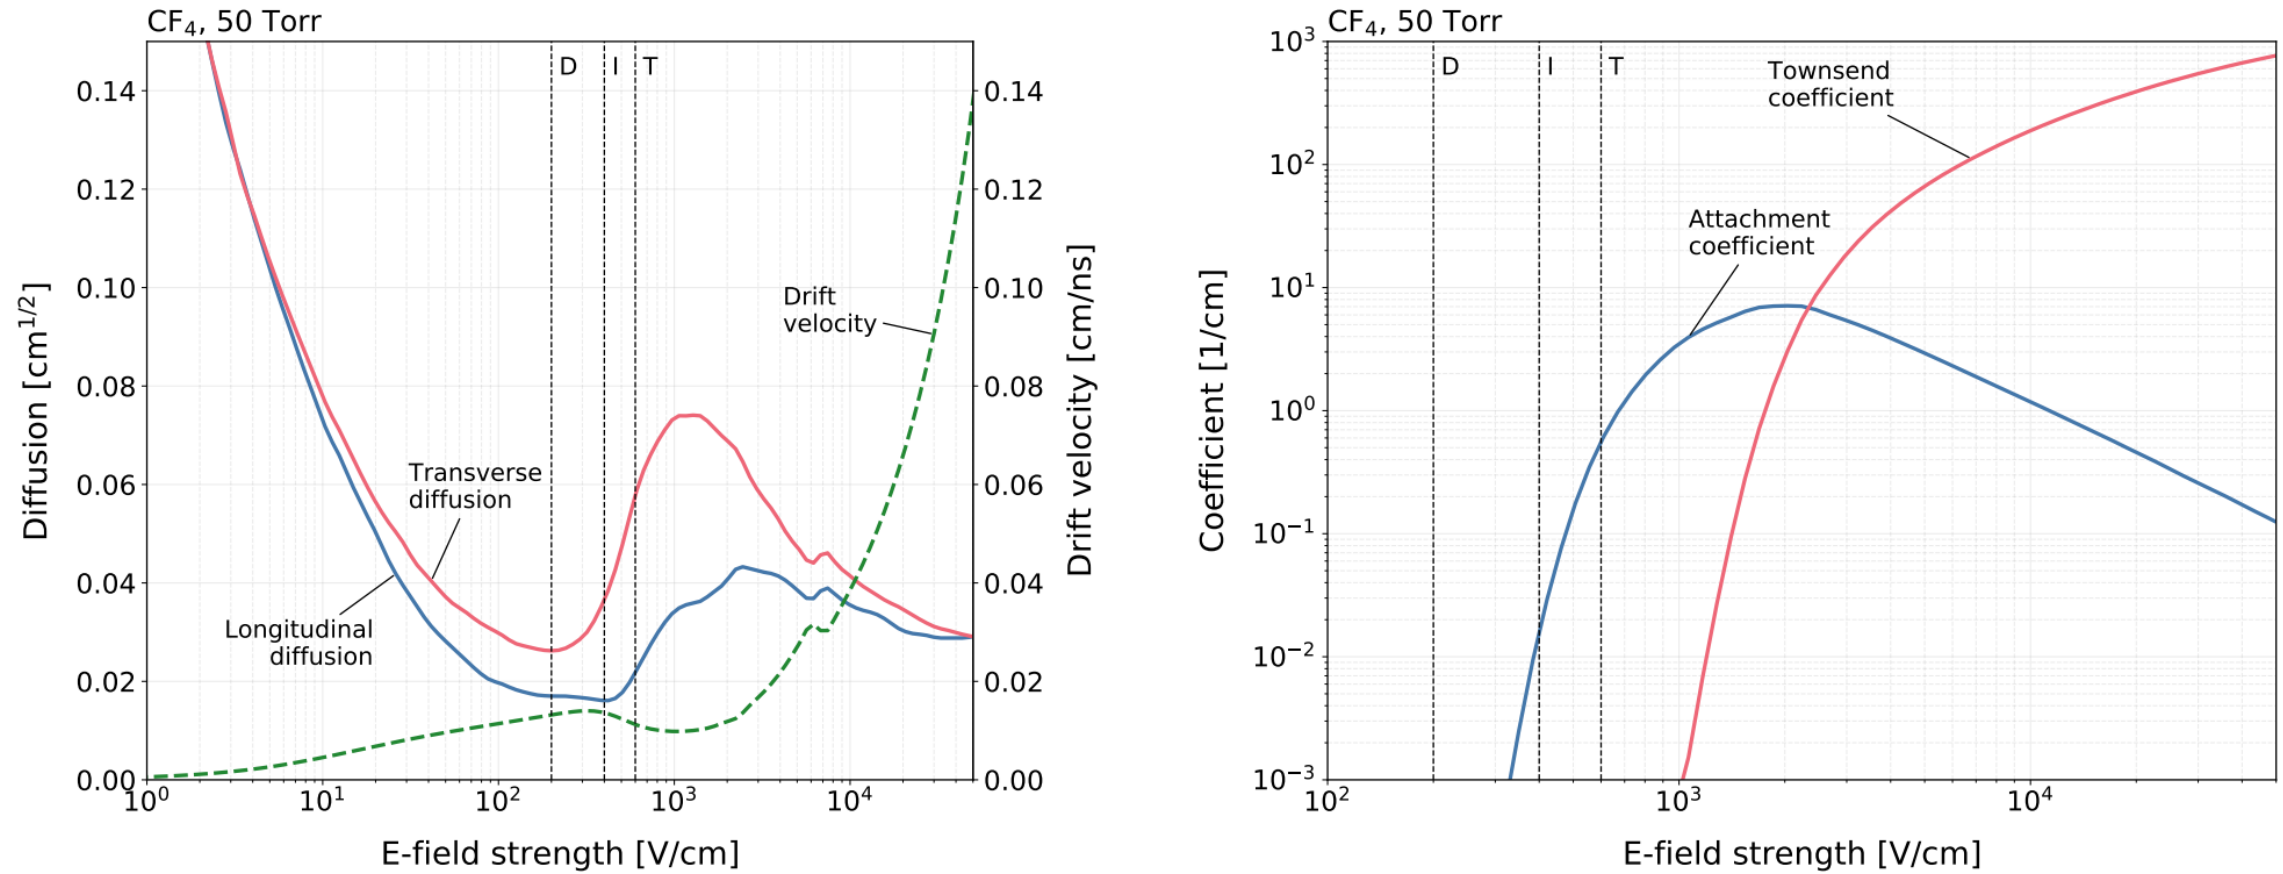 CF₄, 50 Torr
D I T
0.14
0.12
0.10
0.08
0.06
0.04
0.02
0.00
Diffusion [cm^{1/2}]
Transverse
diffusion
Longitudinal
diffusion
Drift
velocity
0.14
0.12
0.10
0.08
0.06
0.04
0.02
0.00
Drift velocity [cm/ns]
10⁰ 10¹ 10² 10³ 10⁴
E-field strength [V/cm]
CF₄, 50 Torr
D I T
10³
10²
10¹
10⁰
10⁻¹
10⁻²
10⁻³
Coefficient [1/cm]
Townsend
coefficient
Attachment
coefficient
10² 10³ 10⁴
E-field strength [V/cm]